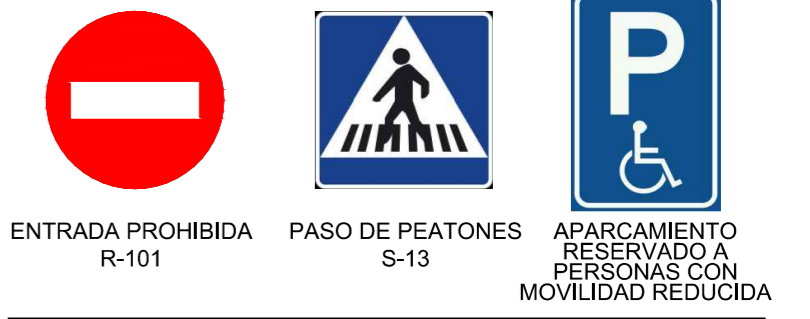 P
ENTRADA PROHIBIDA
R-101
PASO DE PEATONES
S-13
APARCAMIENTO
RESERVADO A
PERSONAS CON
MOVILIDAD REDUCIDA